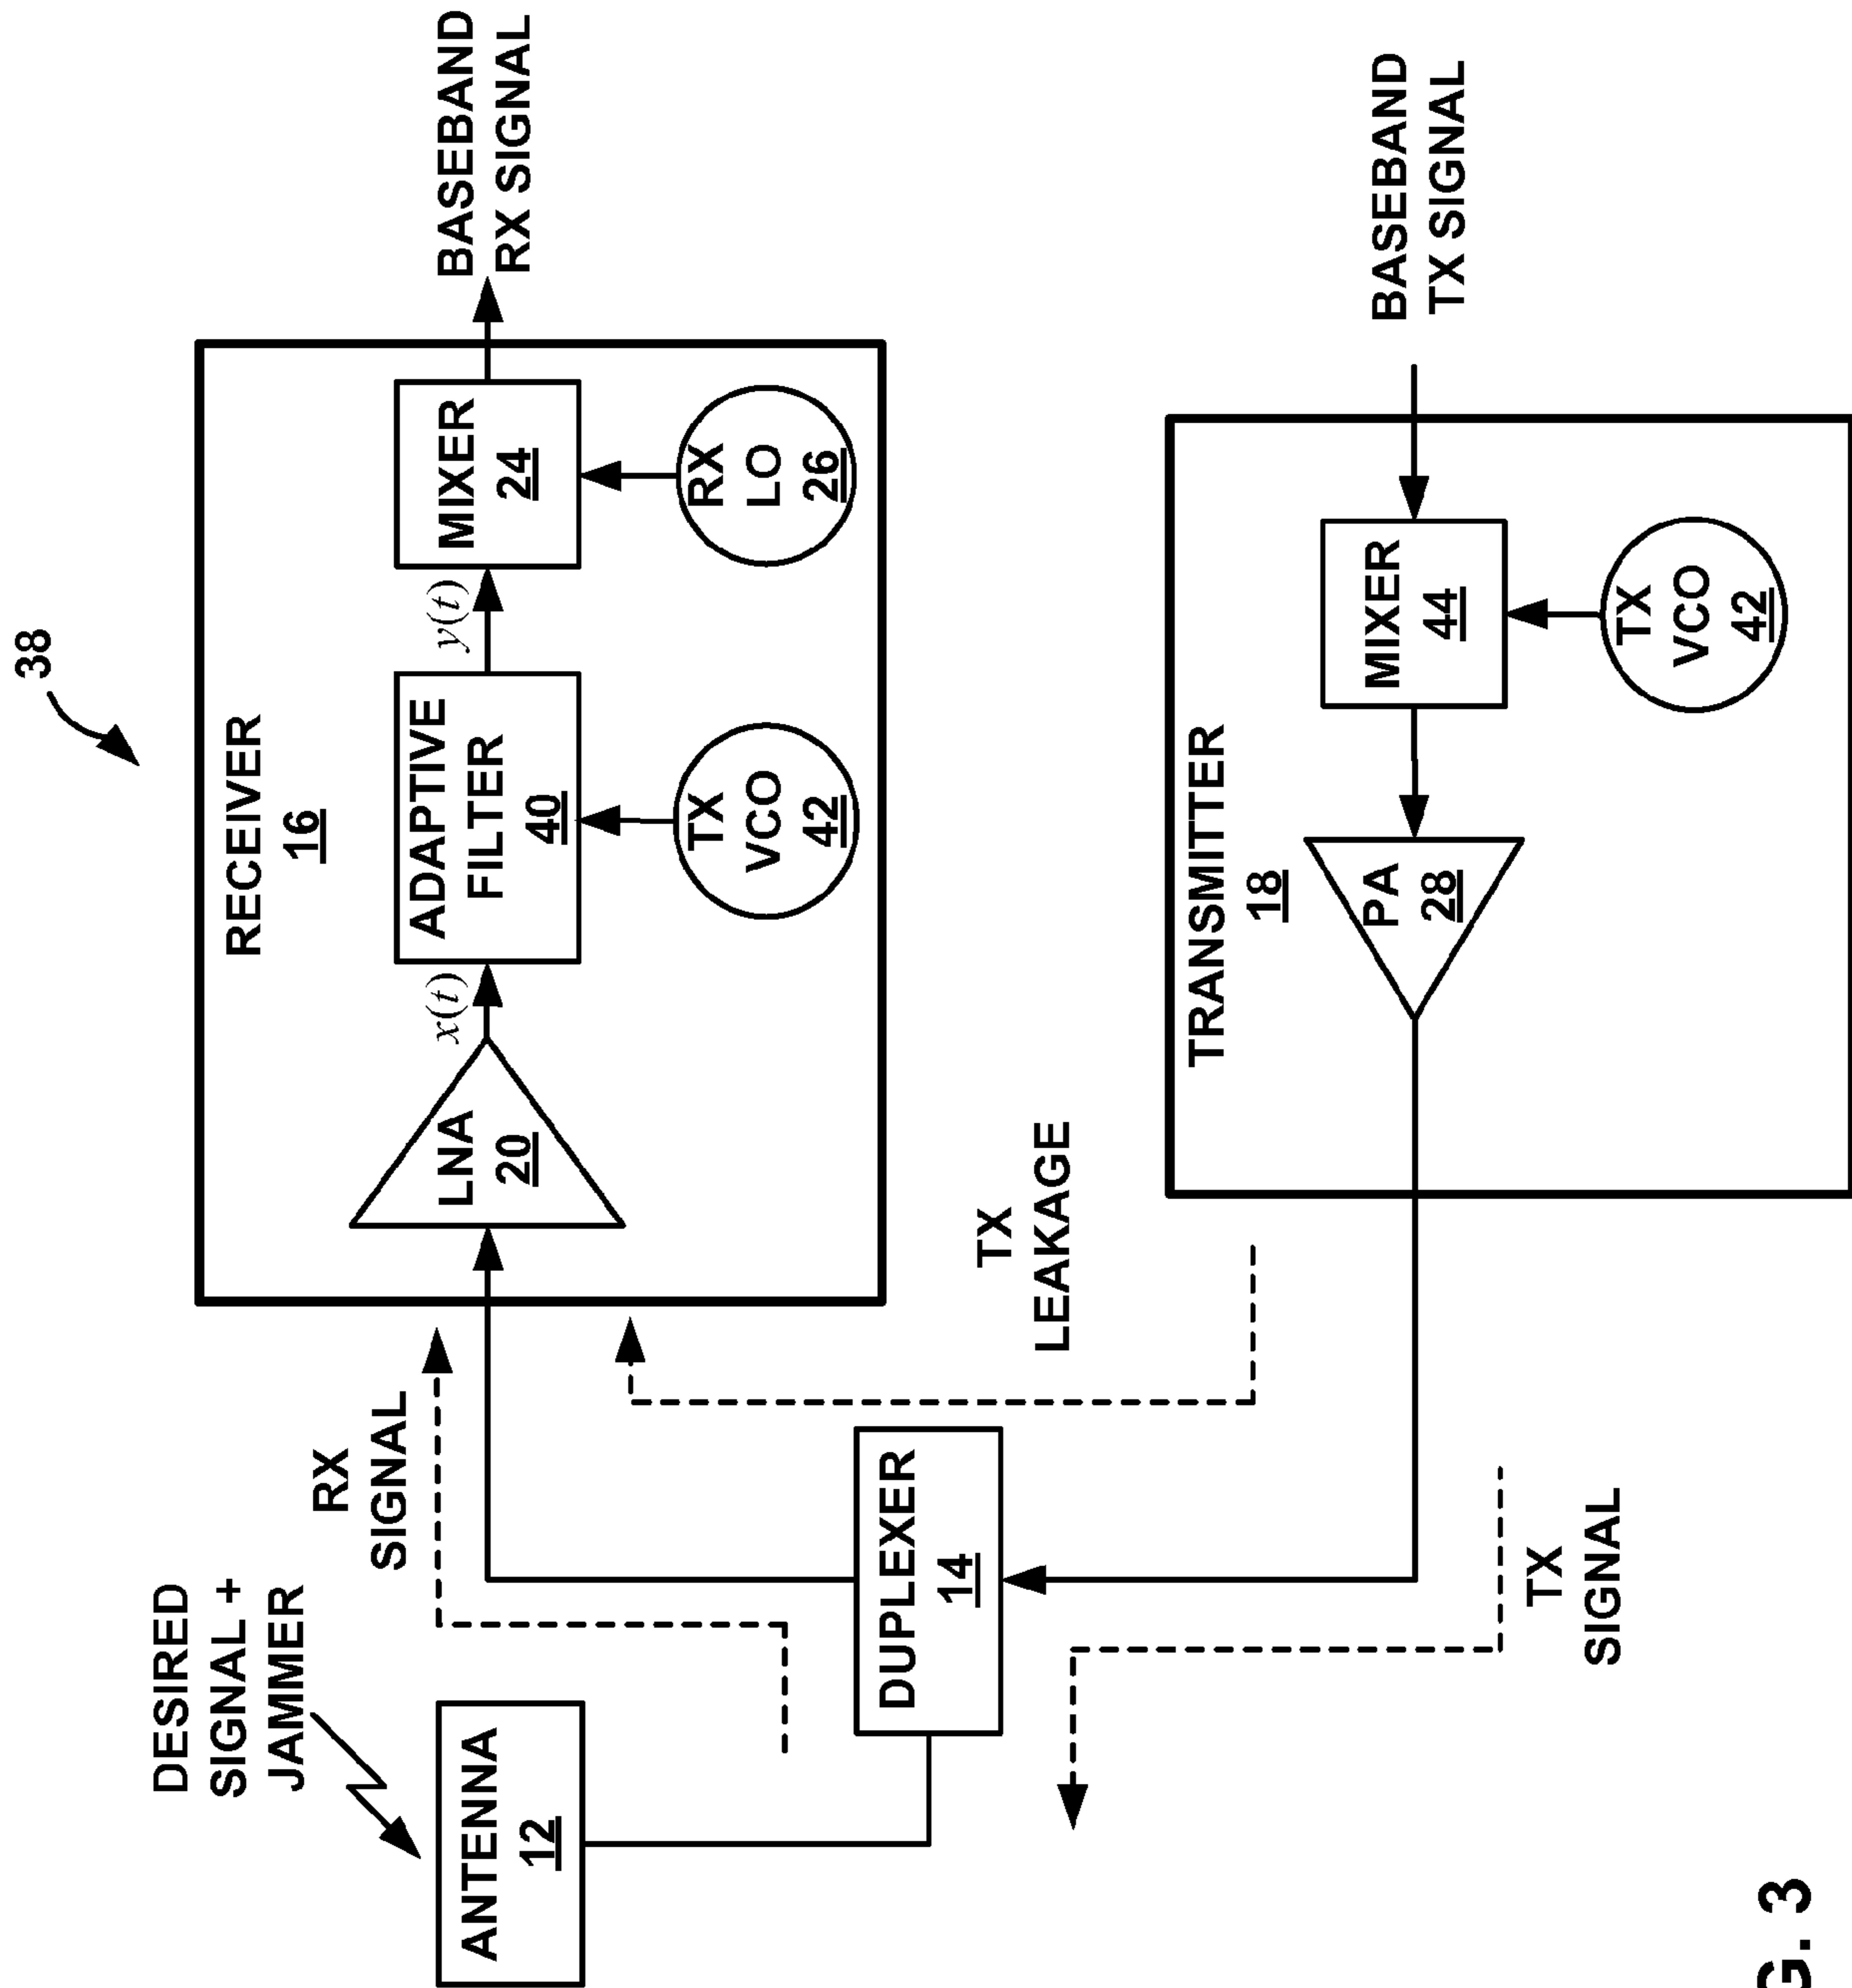 38
DESIRED
SIGNAL +
JAMMER
ANTENNA
12
RX
SIGNAL
DUPLEXER
14
TX
SIGNAL
TX
LEAKAGE
RECEIVER
16
LNA
20
x(t)
ADAPTIVE
FILTER
40
TX
VCO
42
y(t)
MIXER
24
RX
LO
26
BASEBAND
RX SIGNAL
TRANSMITTER
18
PA
28
MIXER
44
TX
VCO
42
BASEBAND
TX SIGNAL
G. 3